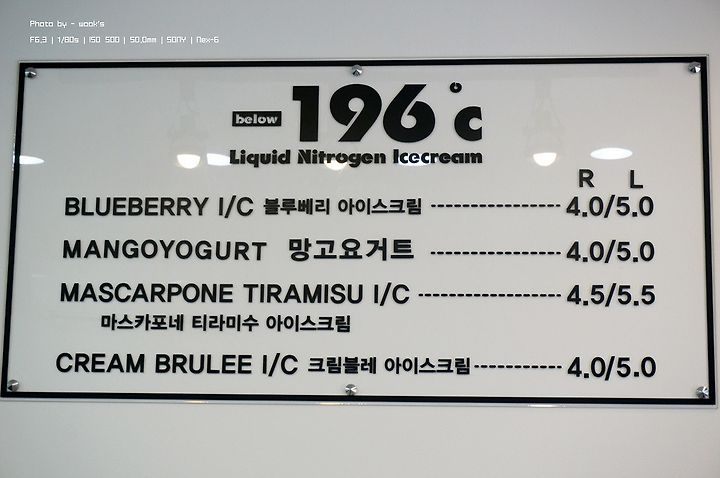 Photo by - wook's
F6.3 | 1/80s | ISO 500 | 50.0mm | SONY | Nex-6
below 196°c
Liquid Nitrogen Icecream
R L
BLUEBERRY I/C 블루베리 아이스크림 ---------------- 4.0/5.0
MANGOYOGURT 망고요거트 ---------------- 4.0/5.0
MASCARPONE TIRAMISU I/C ---------------- 4.5/5.5
마스카포네 티라미수 아이스크림
CREAM BRULEE I/C 크림블레 아이스크림 ------------ 4.0/5.0